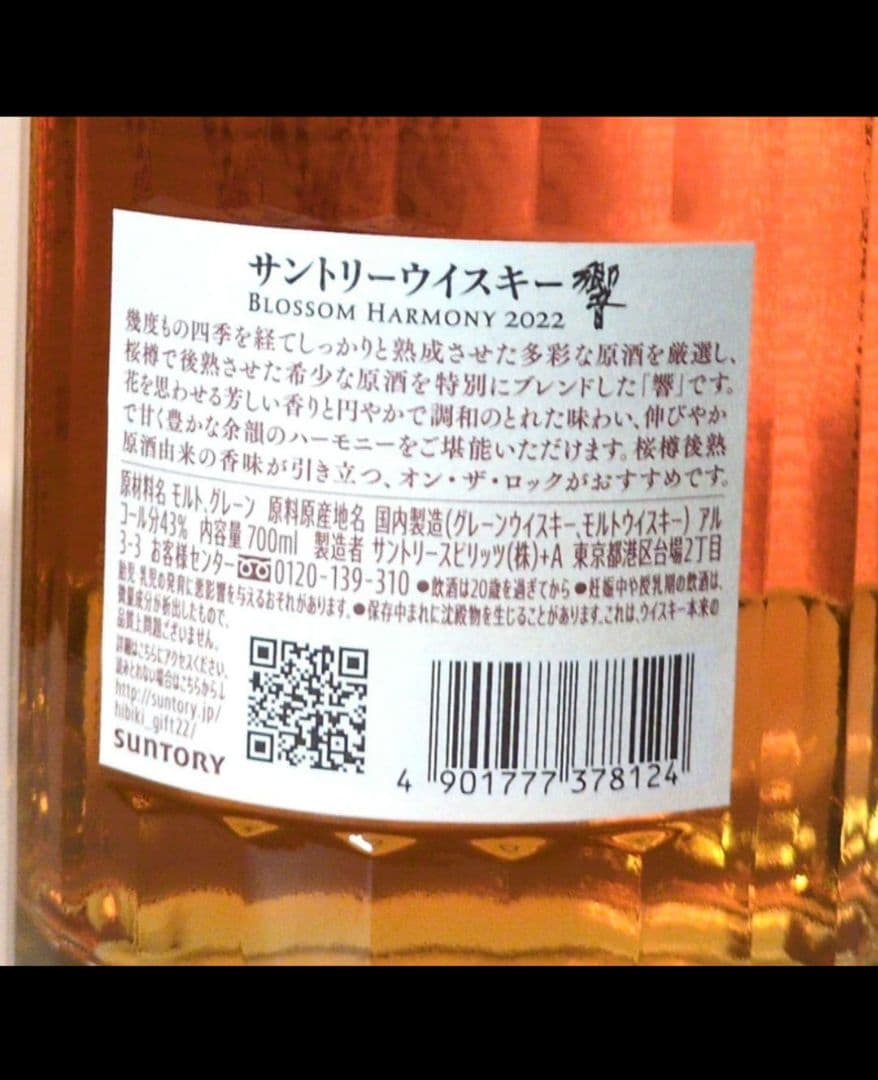 サントリーウイスキー響
BLOSSOM HARMONY 2022
幾度もの四季を経てしっかりと熟成させた多彩な原酒を厳選し、
桜樽で後熟させた希少な原酒を特別にブレンドした「響」です。
花を思わせる芳しい香りと円やかで調和のとれた味わい、伸びやか
で甘く豊かな余韻のハーモニーをご堪能いただけます。桜樽後熟
原酒由来の香味が引き立つ、オン・ザ・ロックがおすすめです。
原材料名 モルト、グレーン 原料原産地名 国内製造(グレーンウイスキー、モルトウイスキー) アル
コール分43% 内容量 700ml 製造者 サントリースピリッツ(株)+A 東京都港区台場2丁目
3-3 お客様センター 0120-139-310 ●飲酒は20歳を過ぎてから ●妊娠中や授乳期の飲酒は、
胎児・乳児の発育に悪影響を与えるおそれがあります。●保存中まれに沈殿物を生じることがあります。これは、ウイスキー本来の
微量成分が析出したもので、
品質上問題ございません。
詳細はこちらにアクセスください。
読みとれない場合はこちらから↓
http://suntory.jp/
hibiki_gift22/
SUNTORY
4 901777 378124